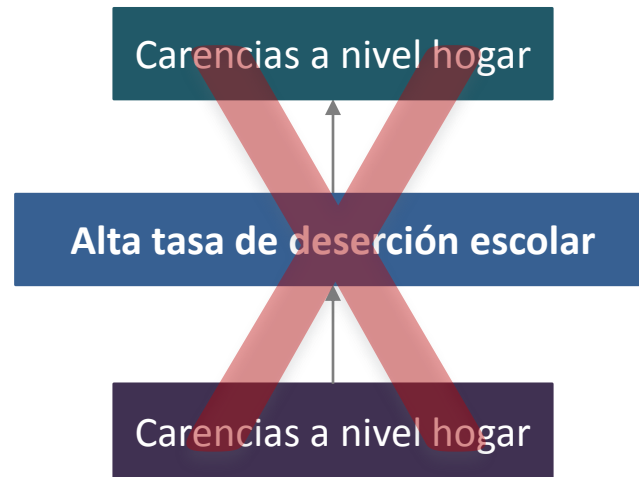 Carencias a nivel hogar
Alta tasa de deserción escolar
Carencias a nivel hogar